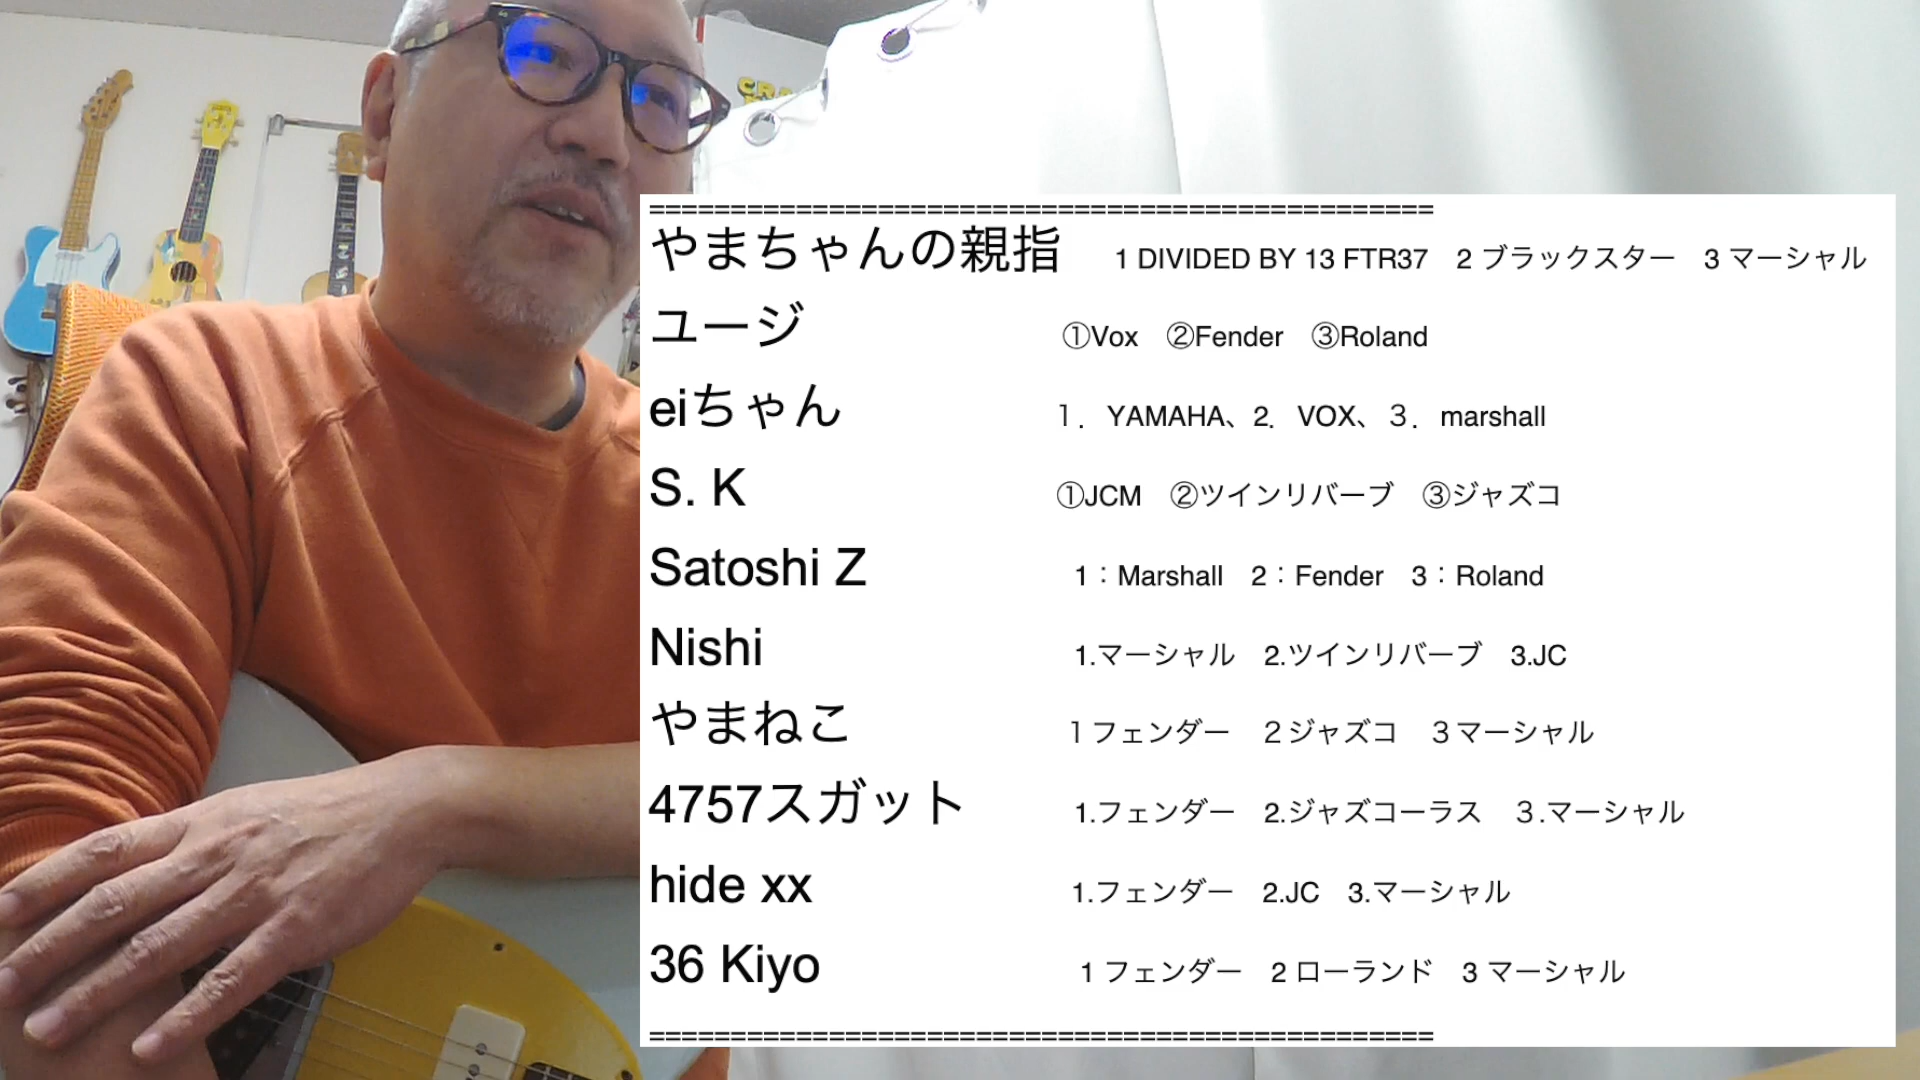 ==============================================
やまちゃんの親指 1 DIVIDED BY 13 FTR37 2 ブラックスター 3 マーシャル
ユージ ①Vox ②Fender ③Roland
eiちゃん １．YAMAHA、2．VOX、３．marshall
S. K ①JCM ②ツインリバーブ ③ジャズコ
Satoshi Z 1：Marshall 2：Fender 3：Roland
Nishi 1.マーシャル 2.ツインリバーブ 3.JC
やまねこ １フェンダー ２ジャズコ ３マーシャル
4757スガット 1.フェンダー 2.ジャズコーラス ３.マーシャル
hide xx 1.フェンダー 2.JC 3.マーシャル
36 Kiyo 1 フェンダー 2 ローランド 3 マーシャル
==============================================